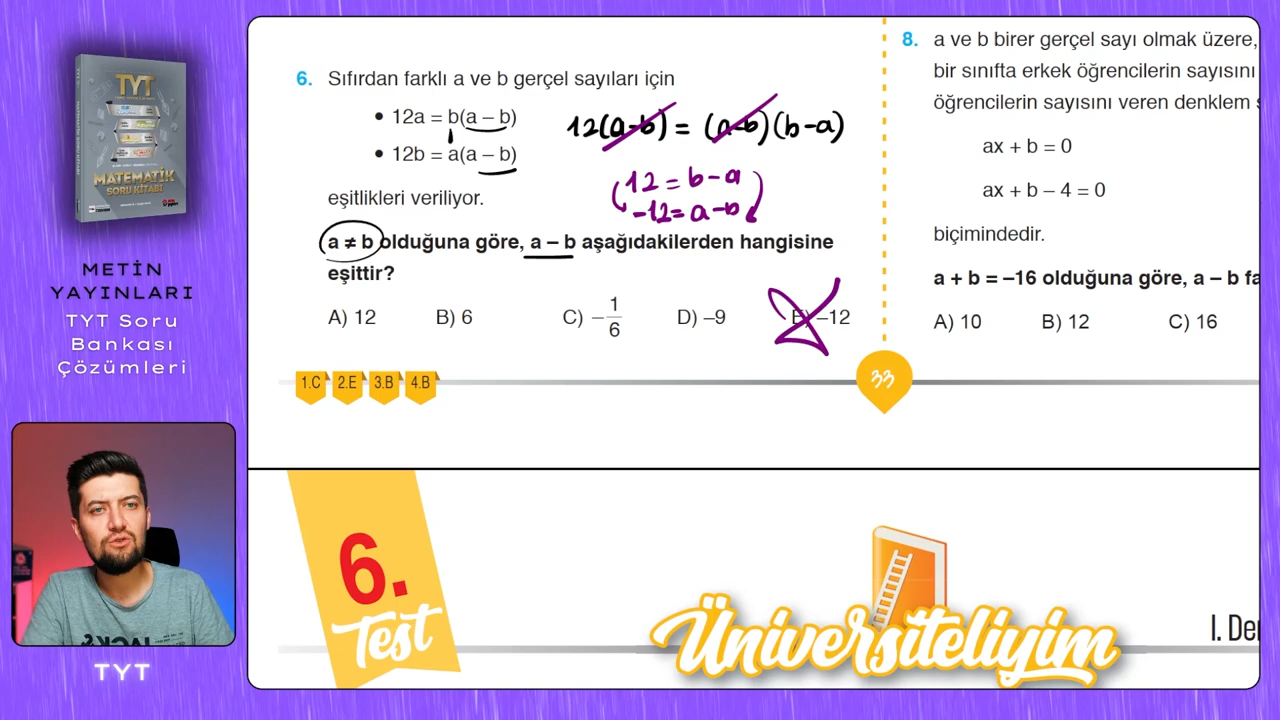 TYT
MATEMATİK
SORU KİTABI
METİN
YAYINLARI
TYT Soru
Bankası
Çözümleri
TYT
6. Sıfırdan farklı a ve b gerçel sayıları için
• 12a = b(a – b)
• 12b = a(a – b)
eşitlikleri veriliyor.
a ≠ b olduğuna göre, a – b aşağıdakilerden hangisine
eşittir?
A) 12 B) 6 C) –1/6 D) –9 E) –12
12(a-b) = (a-b)(b-a)
12 = b-a
-12 = a-b
1.C 2.E 3.B 4.B
33
8. a ve b birer gerçel sayı olmak üzere,
bir sınıfta erkek öğrencilerin sayısını
öğrencilerin sayısını veren denklem s
ax + b = 0
ax + b – 4 = 0
biçimindedir.
a + b = –16 olduğuna göre, a – b fa
A) 10 B) 12 C) 16
6.
Test
Üniversiteliyim
I. De